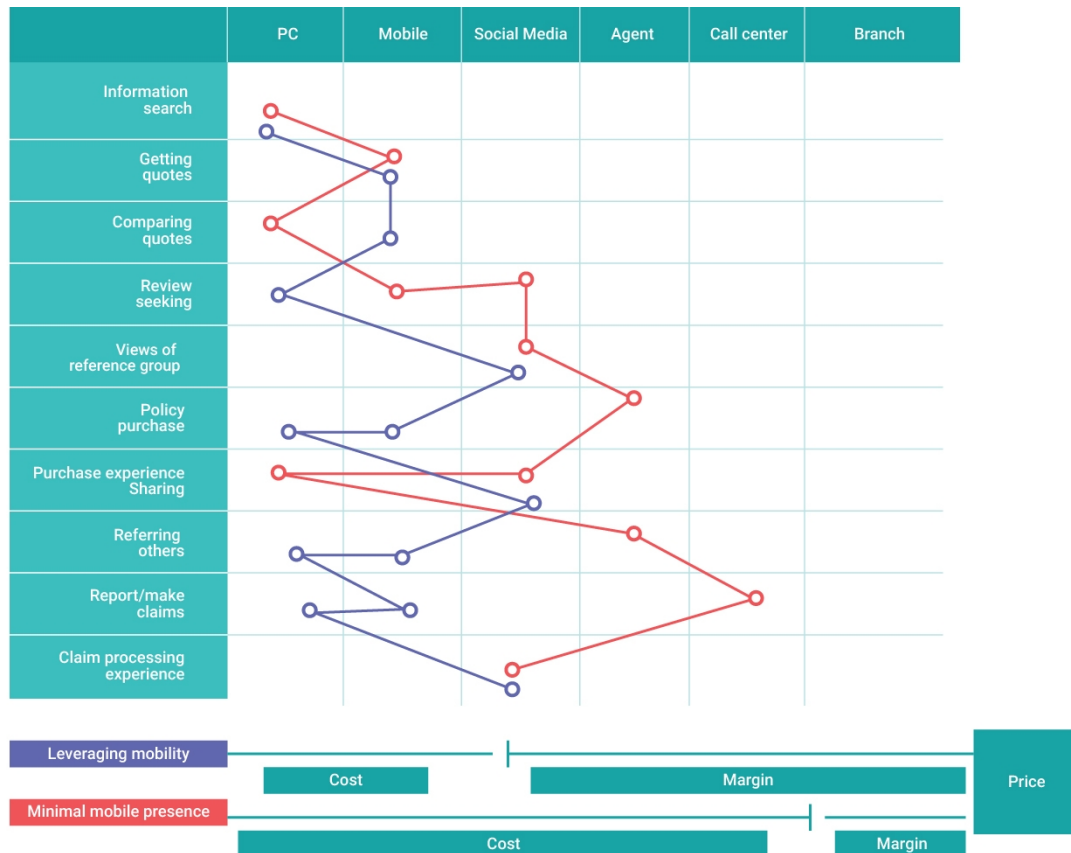 PC Mobile Social Media Agent Call center Branch
Information
search
Getting
quotes
Comparing
quotes
Review
seeking
Views of
reference group
Policy
purchase
Purchase experience
Sharing
Referring
others
Report/make
claims
Claim processing
experience
Leveraging mobility
Cost Margin
Price
Minimal mobile presence
Cost Margin